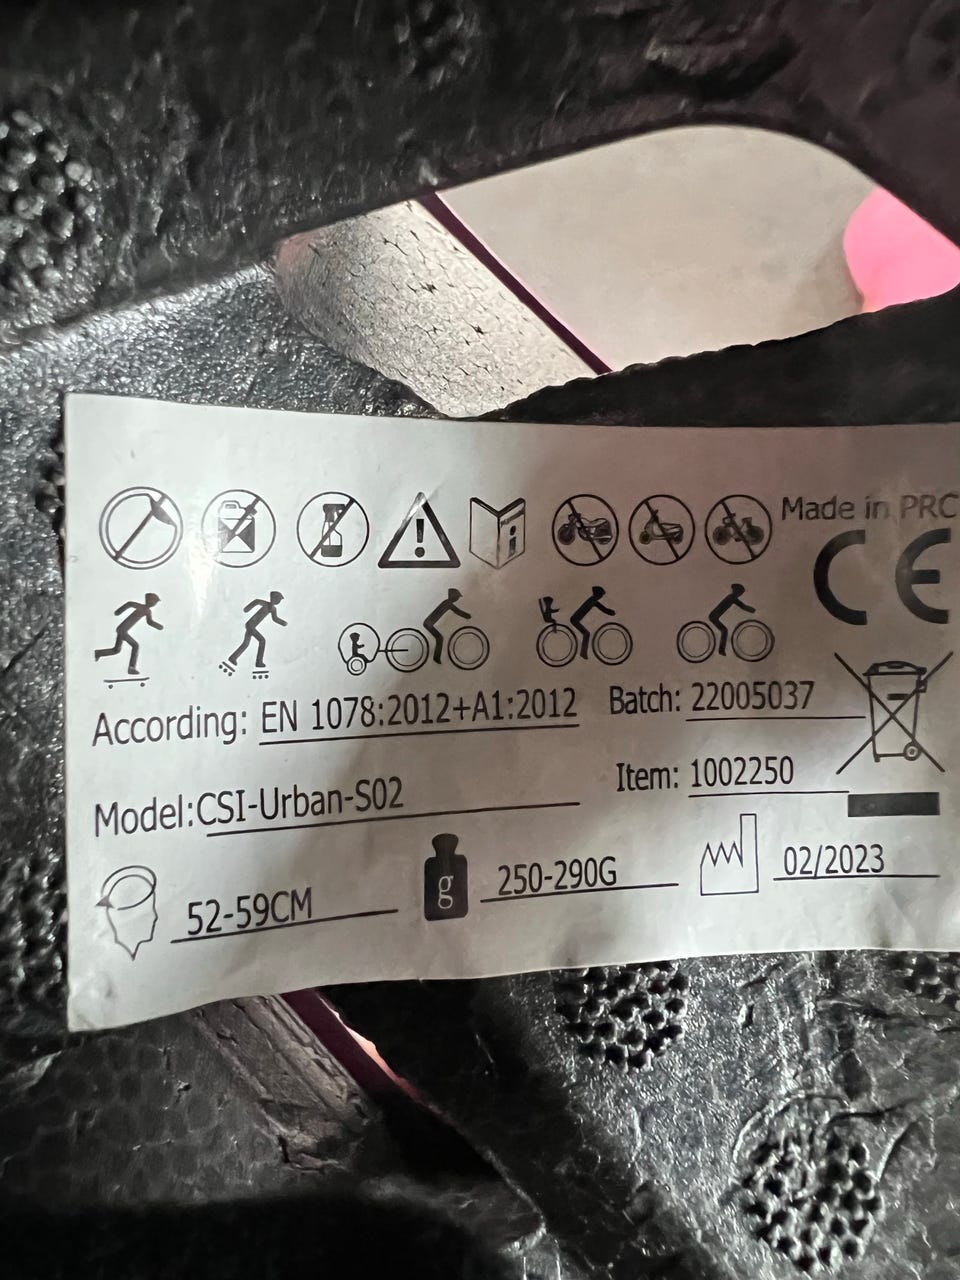 Made in PRC
CE
According: EN 1078:2012+A1:2012 Batch: 22005037
Model:CSI-Urban-S02 Item: 1002250
52-59CM g 250-290G 02/2023